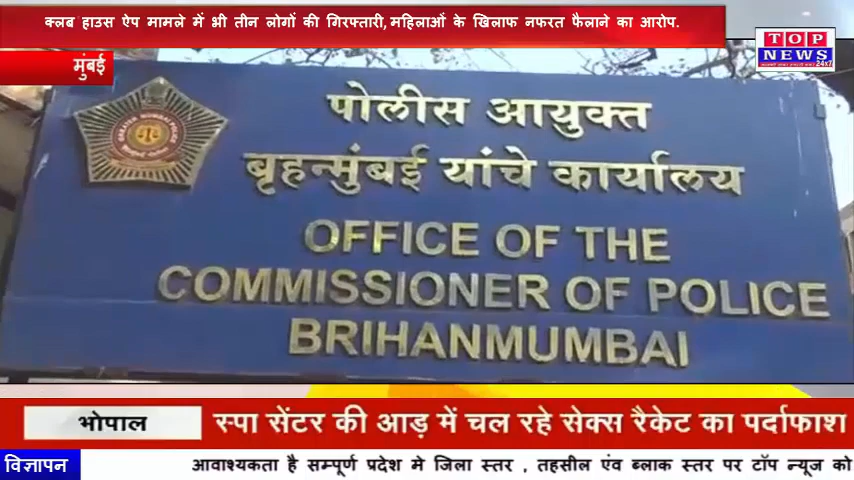 क्लब हाउस ऐप मामले में भी तीन लोगों की गिरफ्तारी,महिलाओं के खिलाफ नफरत फैलाने का आरोप.
TOP
NEWS
24x7
मुंबई
पोलीस आयुक्त
बृहन्मुंबई यांचे कार्यालय
OFFICE OF THE
COMMISSIONER OF POLICE
BRIHANMUMBAI
भोपाल
स्पा सेंटर की आड़ में चल रहे सेक्स रैकेट का पर्दाफाश
विज्ञापन
आवाश्यकता है सम्पूर्ण प्रदेश मे जिला स्तर , तहसील एंव ब्लाक स्तर पर टॉप न्यूज को